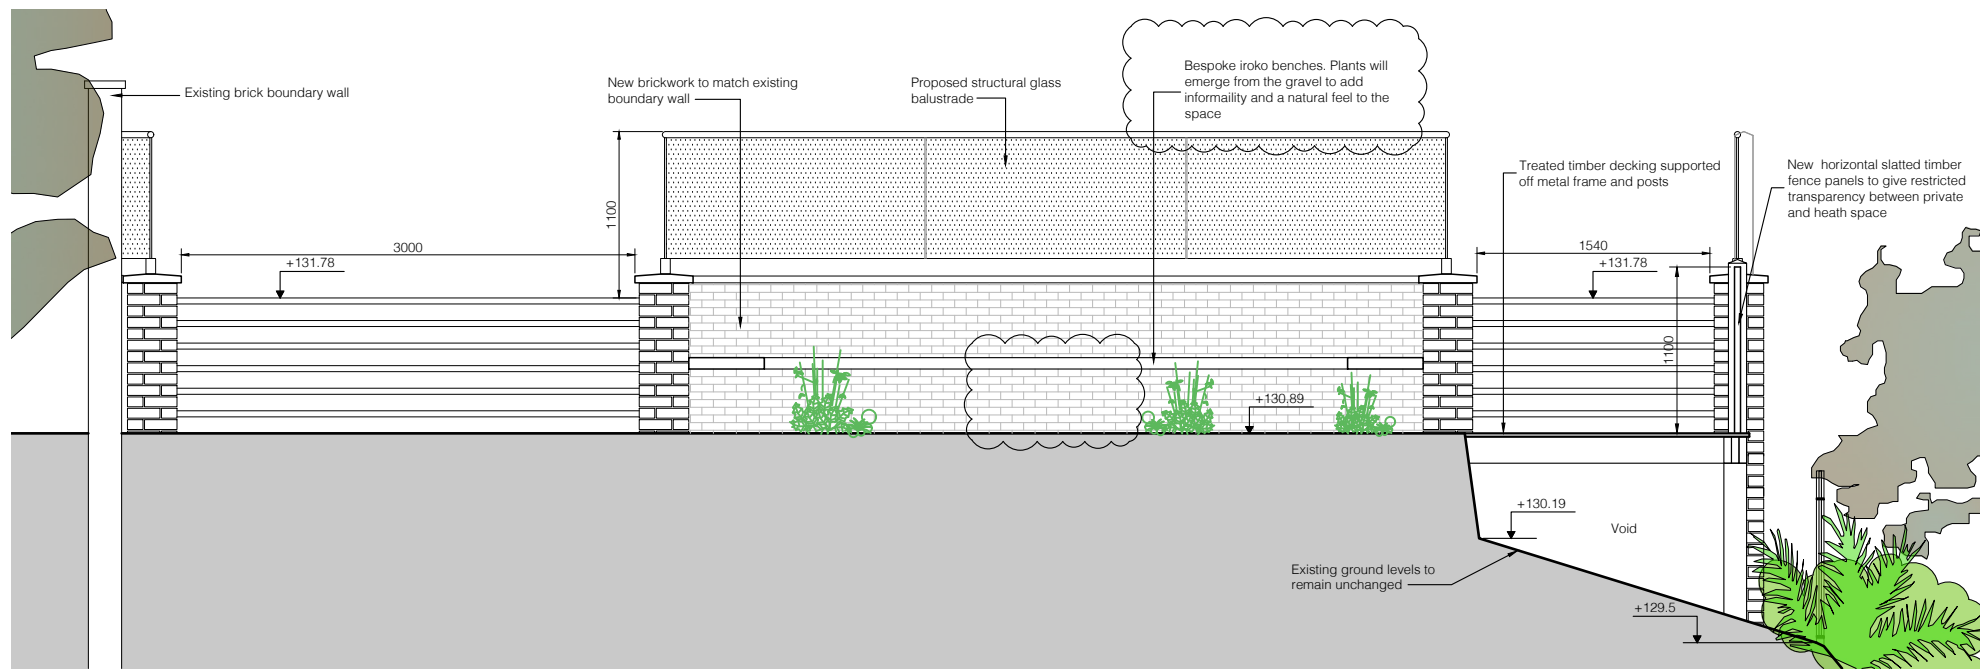 Existing brick boundary wall
New brickwork to match existing
boundary wall
Proposed structural glass
balustrade
Bespoke iroko benches. Plants will
emerge from the gravel to add
informaility and a natural feel to the
space
Treated timber decking supported
off metal frame and posts
New horizontal slatted timber
fence panels to give restricted
transparency between private
and heath space
1100
3000
+131.78
1540
+131.78
1100
+130.89
+130.19
Void
Existing ground levels to
remain unchanged
+129.5